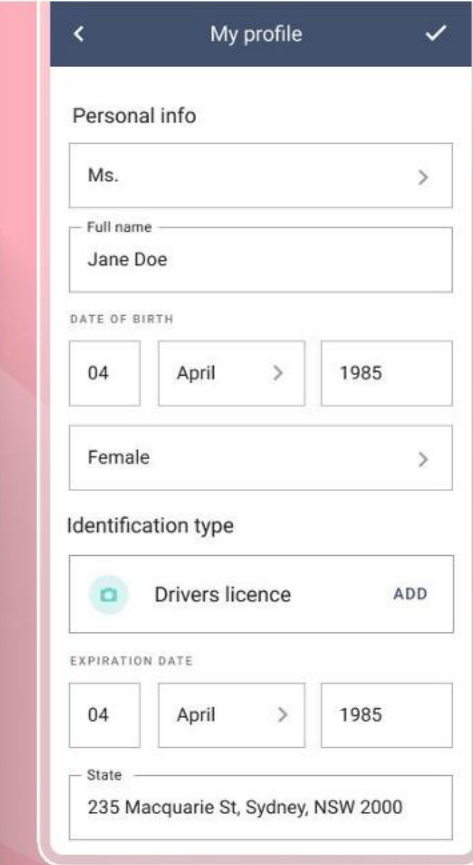 My profile
Personal info
Ms.
Full name
Jane Doe
DATE OF BIRTH
04 April 1985
Female
Identification type
Drivers licence ADD
EXPIRATION DATE
04 April 1985
State
235 Macquarie St, Sydney, NSW 2000